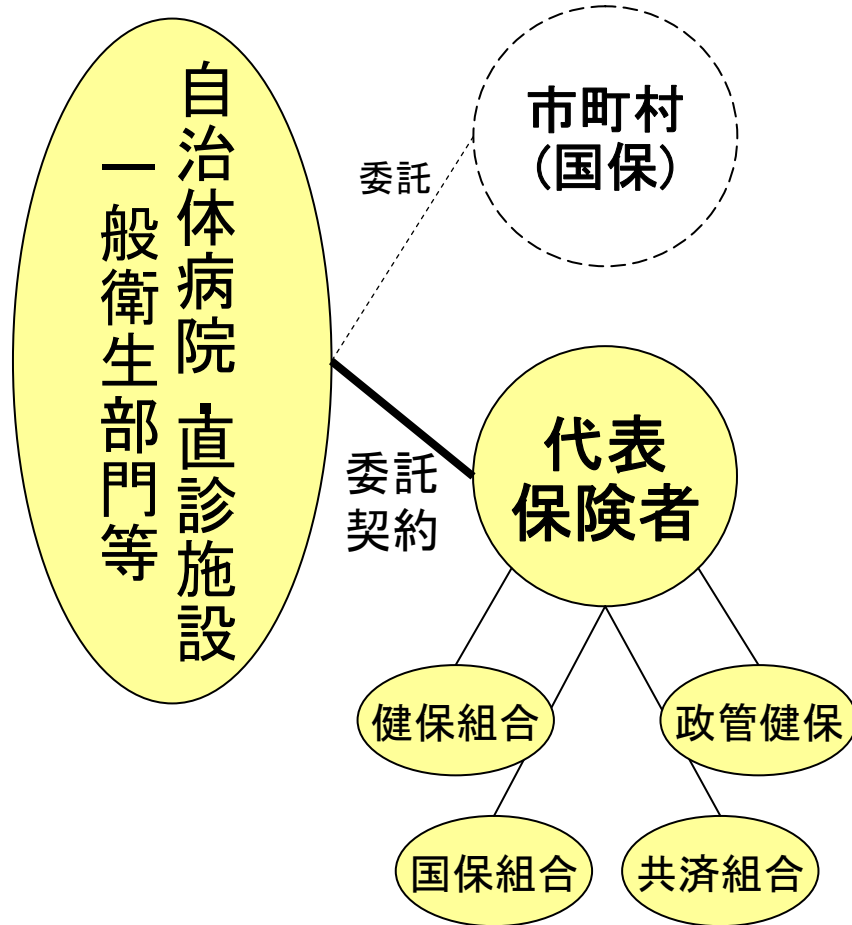 自治体病院・直診施設
一般衛生部門等
委託
市町村
(国保)
委託
契約
代表
保険者
健保組合
政管健保
国保組合
共済組合